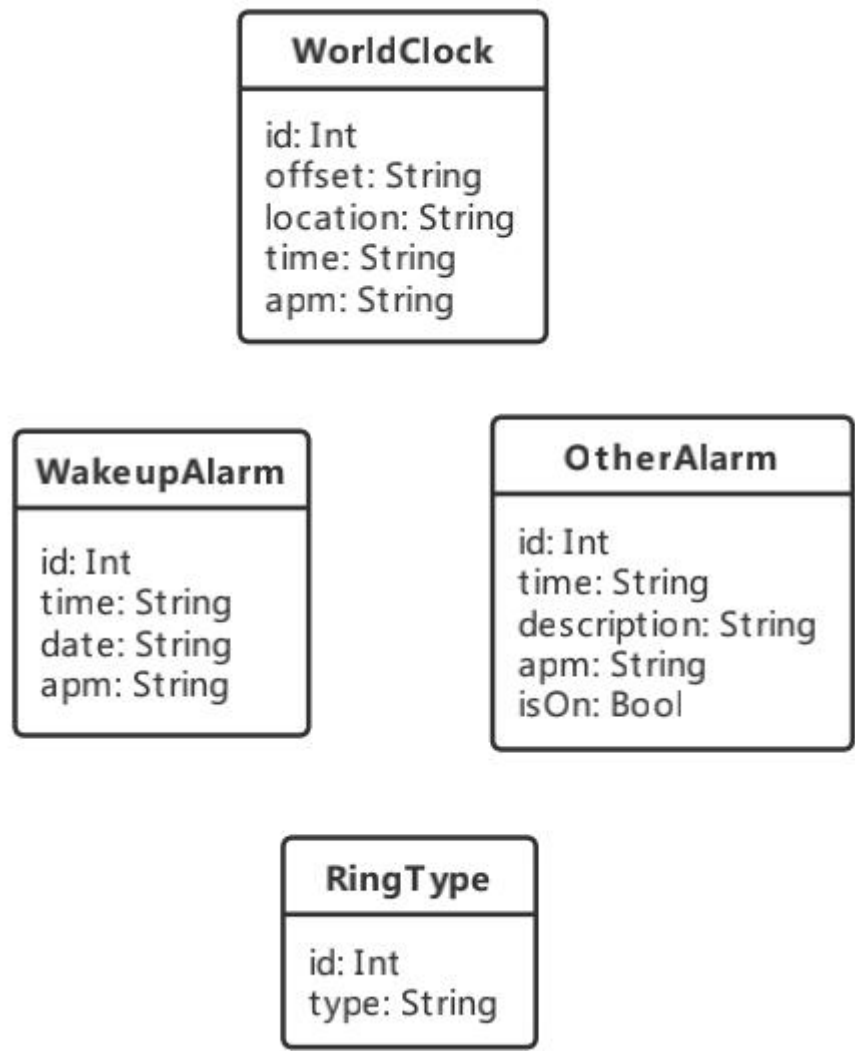 WorldClock
id: Int
offset: String
location: String
time: String
apm: String
WakeupAlarm
id: Int
time: String
date: String
apm: String
OtherAlarm
id: Int
time: String
description: String
apm: String
isOn: Bool
RingType
id: Int
type: String